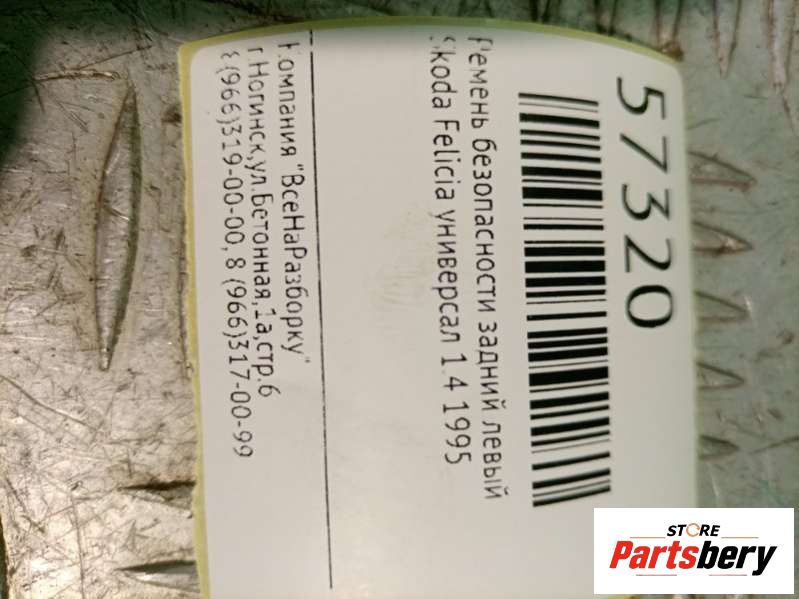 57320
Ремень безопасности задний левый
Skoda Felicia универсал 1.4 1995
Компания "ВсеНаРазборку"
г.Ногинск,ул.Бетонная,1а,стр.6
8(966)319-00-00, 8 (966)317-00-99
STORE
Partsbery